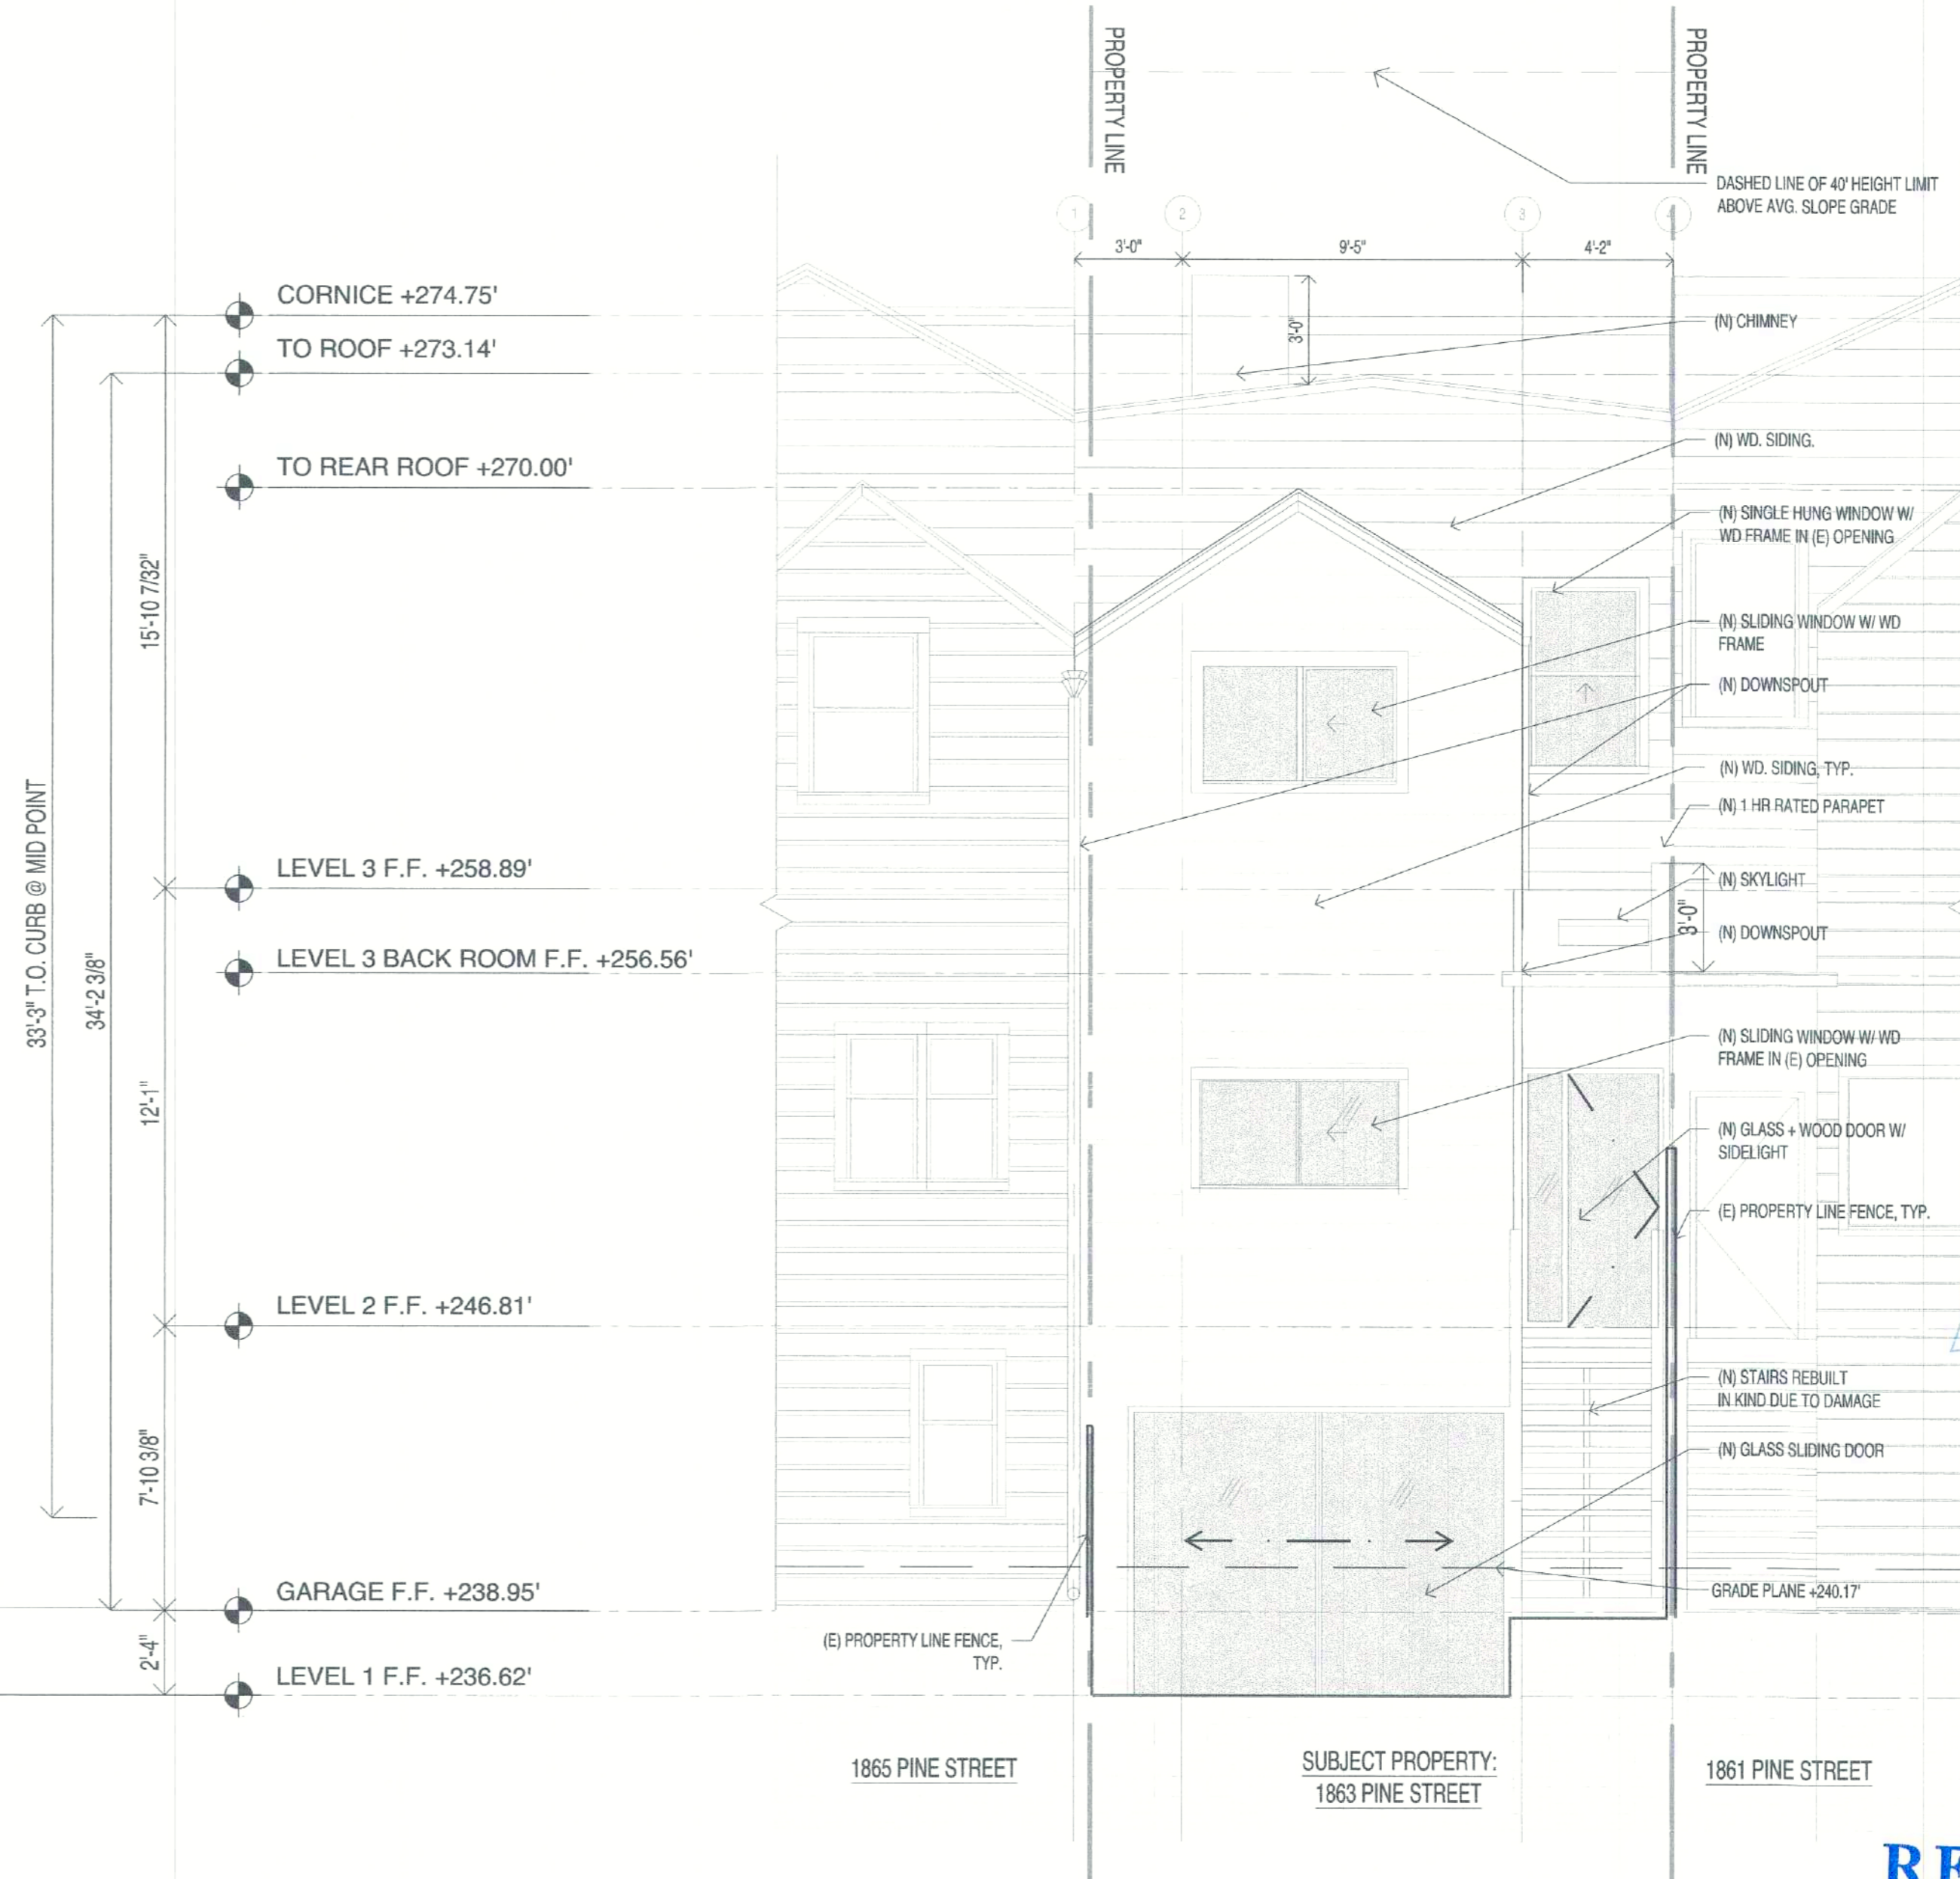 PROPERTY LINE
PROPERTY LINE
DASHED LINE OF 40' HEIGHT LIMIT
ABOVE AVG. SLOPE GRADE
1
2
3
4
3'-0"
9'-5"
4'-2"
CORNICE +274.75'
TO ROOF +273.14'
TO REAR ROOF +270.00'
LEVEL 3 F.F. +258.89'
LEVEL 3 BACK ROOM F.F. +256.56'
LEVEL 2 F.F. +246.81'
GARAGE F.F. +238.95'
LEVEL 1 F.F. +236.62'
33'-3" T.O. CURB @ MID POINT
34'-2 3/8"
15'-10 7/32"
12'-1"
7'-10 3/8"
2'-4"
3'-0"
(N) CHIMNEY
(N) WD. SIDING.
(N) SINGLE HUNG WINDOW W/
WD FRAME IN (E) OPENING
(N) SLIDING WINDOW W/ WD
FRAME
(N) DOWNSPOUT
(N) WD. SIDING, TYP.
(N) 1 HR RATED PARAPET
(N) SKYLIGHT
3'-0"
(N) DOWNSPOUT
(N) SLIDING WINDOW W/ WD
FRAME IN (E) OPENING
(N) GLASS + WOOD DOOR W/
SIDELIGHT
(E) PROPERTY LINE FENCE, TYP.
(N) STAIRS REBUILT
IN KIND DUE TO DAMAGE
(N) GLASS SLIDING DOOR
GRADE PLANE +240.17'
(E) PROPERTY LINE FENCE,
TYP.
1865 PINE STREET
SUBJECT PROPERTY:
1863 PINE STREET
1861 PINE STREET